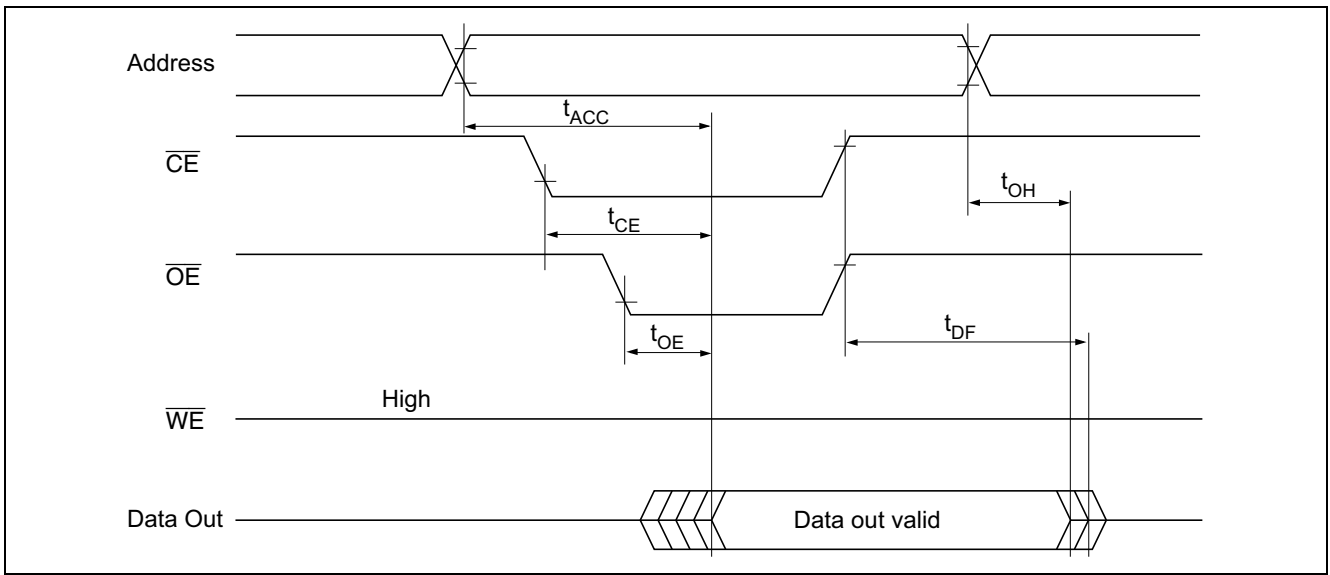 Address
tACC
CE
tOH
tCE
OE
tDF
tOE
High
WE
Data Out
Data out valid